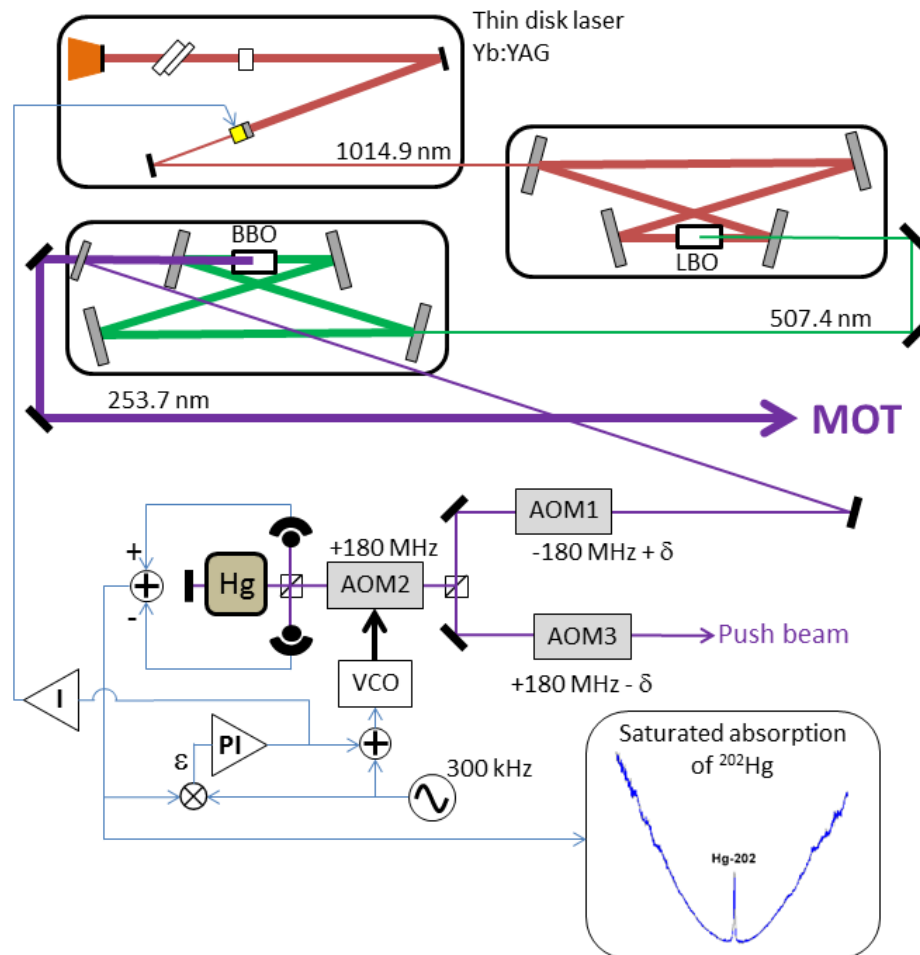 Thin disk laser
Yb:YAG
1014.9 nm
BBO
LBO
507.4 nm
253.7 nm
MOT
AOM1
-180 MHz + δ
+180 MHz
+
Hg
AOM2
-
AOM3
Push beam
+180 MHz - δ
VCO
I
PI
ε
300 kHz
Saturated absorption
of ²⁰²Hg
Hg-202